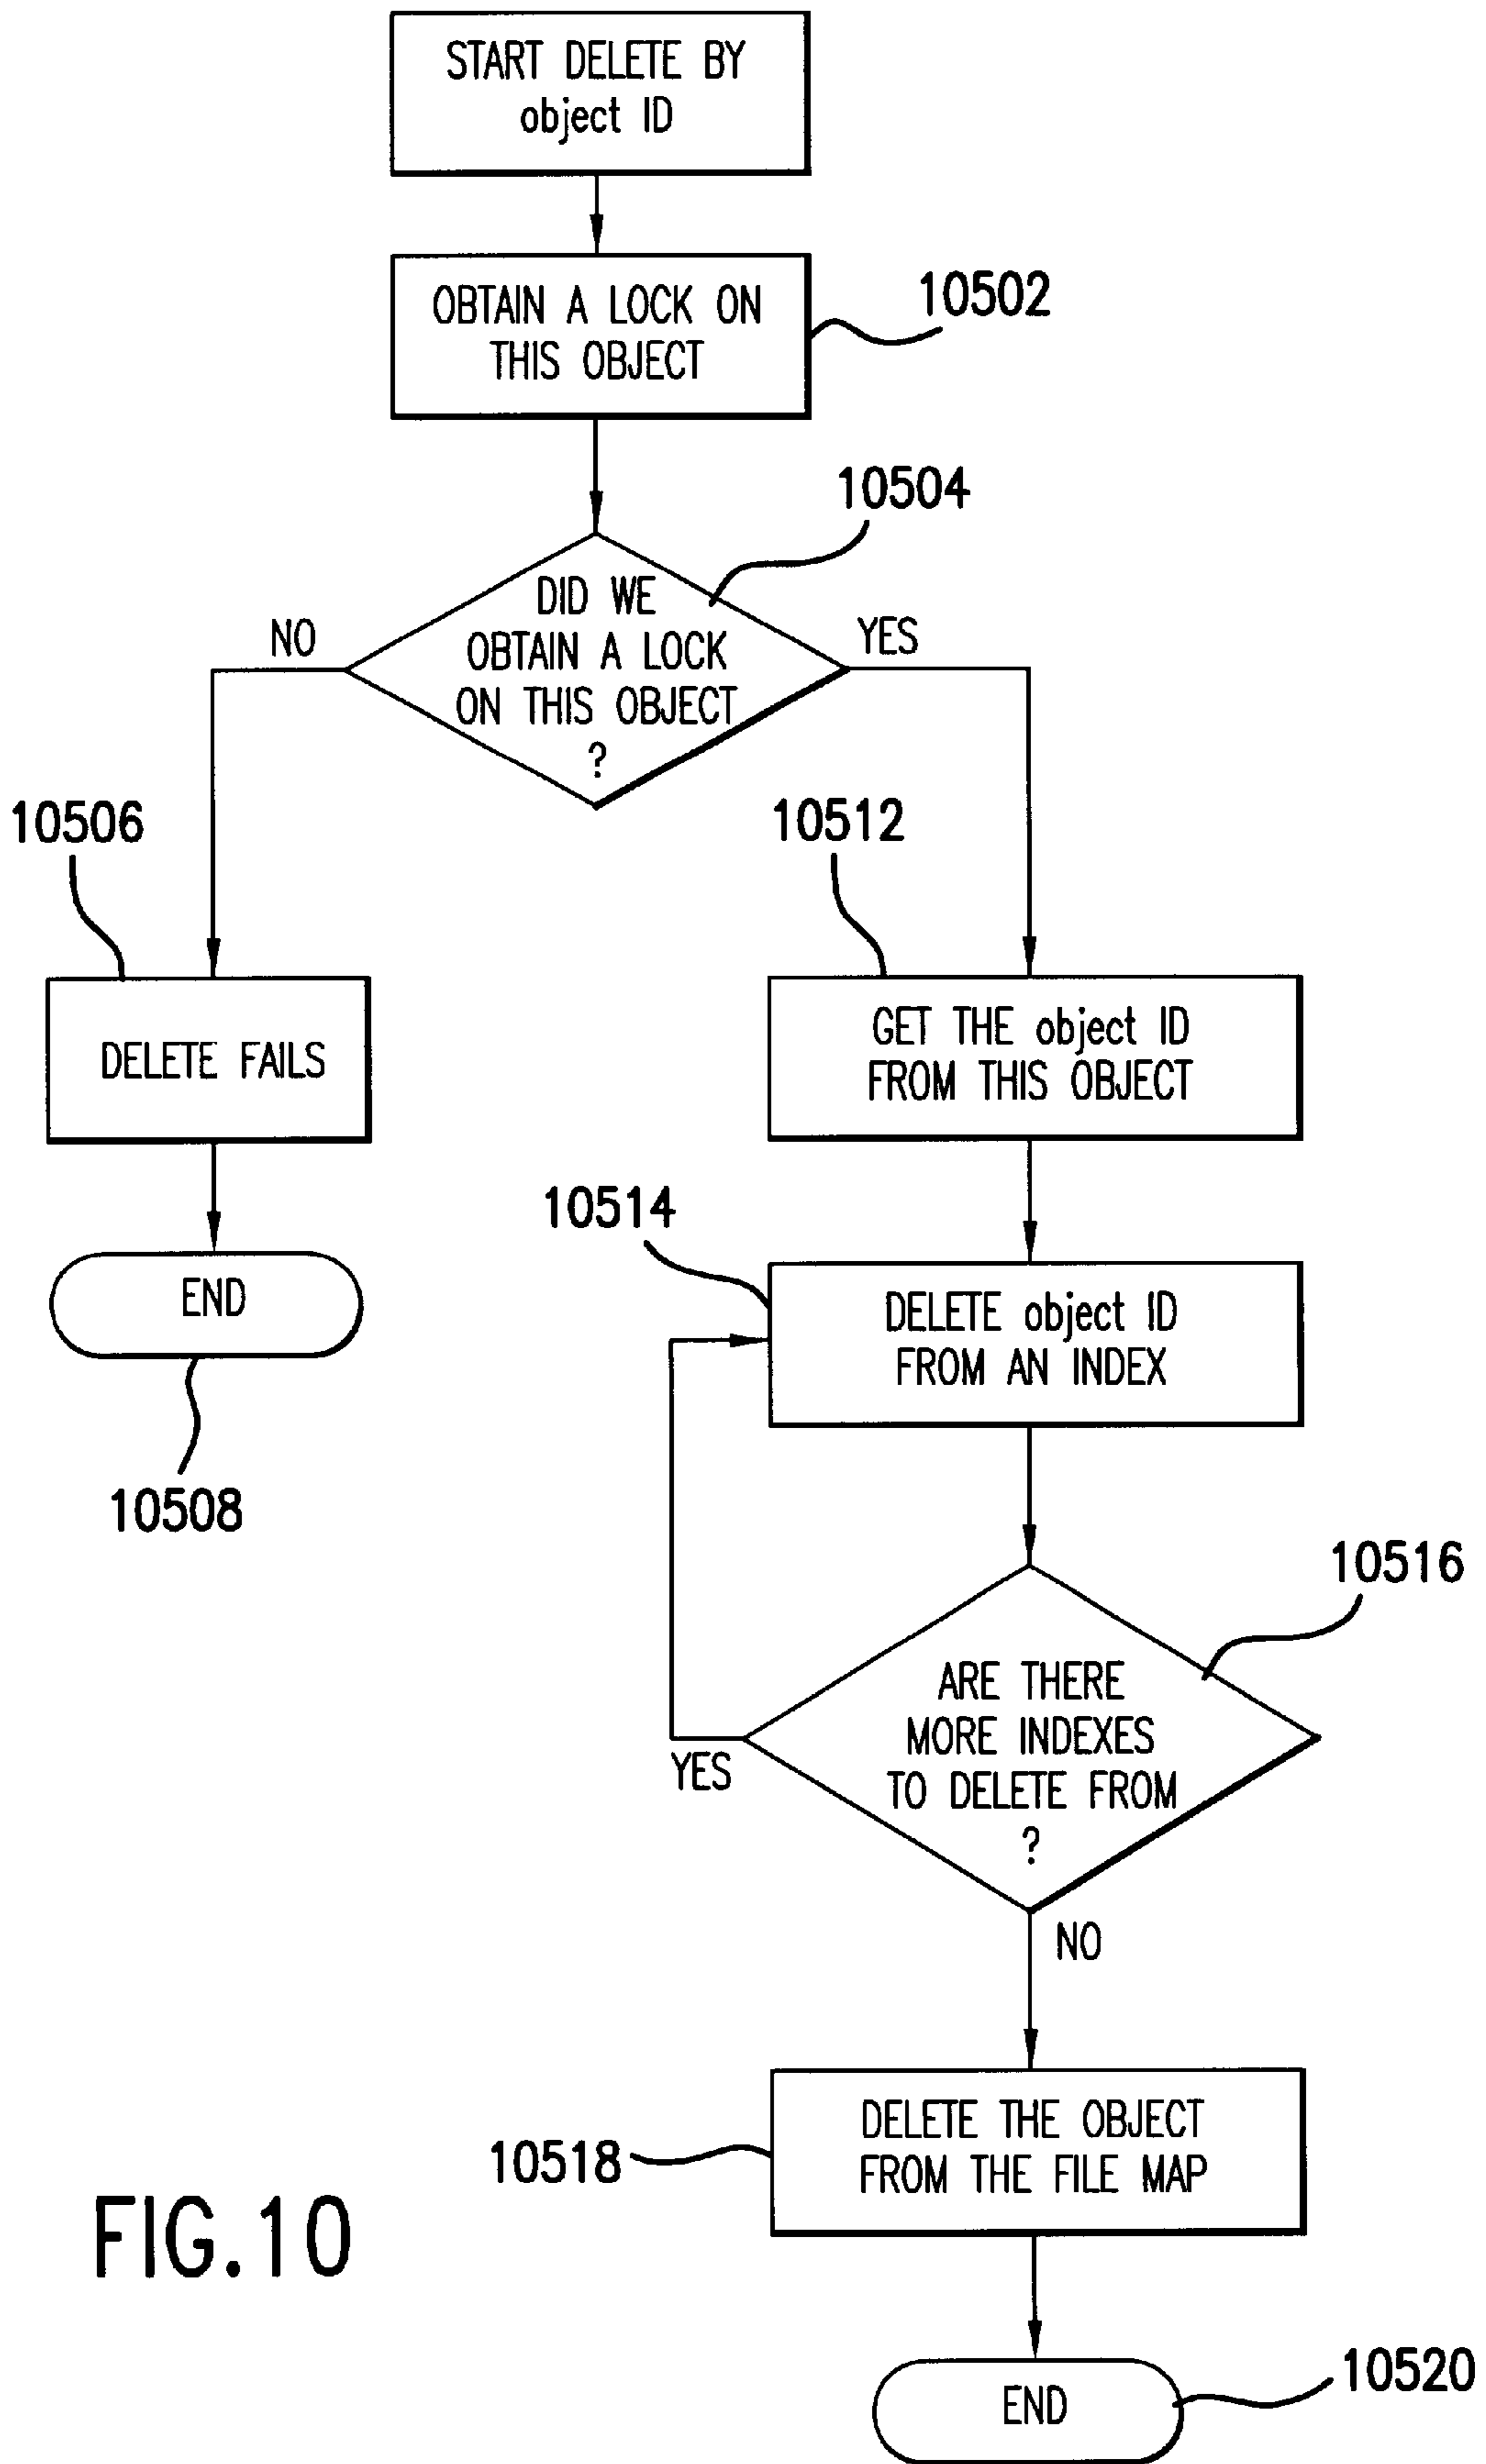 START DELETE BY
object ID
OBTAIN A LOCK ON
THIS OBJECT
10502
10504
DID WE
OBTAIN A LOCK
ON THIS OBJECT
?
NO
YES
10506
10512
DELETE FAILS
GET THE object ID
FROM THIS OBJECT
10514
END
DELETE object ID
FROM AN INDEX
10508
10516
ARE THERE
MORE INDEXES
TO DELETE FROM
?
YES
NO
DELETE THE OBJECT
FROM THE FILE MAP
10518
FIG.10
END
10520